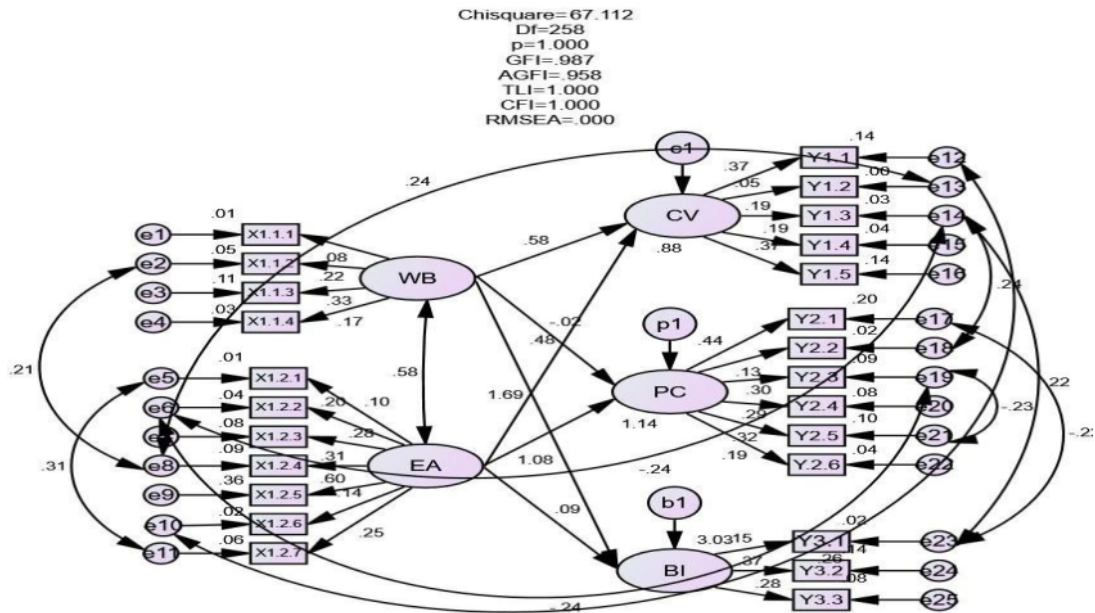 Chisquare=67.112
Df=258
p=1.000
GFI=.987
AGFI=.958
TLI=1.000
CFI=1.000
RMSEA=.000
c1
.14
.24
.37
Y1.1
e12
.05
Y1.2
.00
e13
.01
CV
.19
Y1.3
.03
e14
e1
X1.1.1
.58
.19
Y1.4
.04
e15
.05
.08
.88
.37
e2
X1.1.2
WB
Y1.5
.14
e16
.11
.22
.24
e3
X1.1.3
.33
.20
.03
.17
-.02
p1
Y2.1
e17
e4
X1.1.4
.48
.44
.02
Y2.2
e18
.01
.58
.09
.21
PC
.13
Y2.3
e19
.22
e5
X1.2.1
1.69
.30
.08
.04
.20
.10
Y2.4
e20
-.23
e6
X1.2.2
.29
.10
.08
.28
1.14
Y2.5
e21
X1.2.3
.32
.04
.09
.31
EA
1.08
.19
Y.2.6
e22
.31
e8
X1.2.4
-.24
.36
.60
e9
X1.2.5
.14
.09
b1
.02
e10
X1.2.6
.02
.06
.25
3.03
.15
Y3.1
e23
e11
X1.2.7
.14
BI
.37
.26
Y3.2
e24
-.24
.28
.08
Y3.3
e25